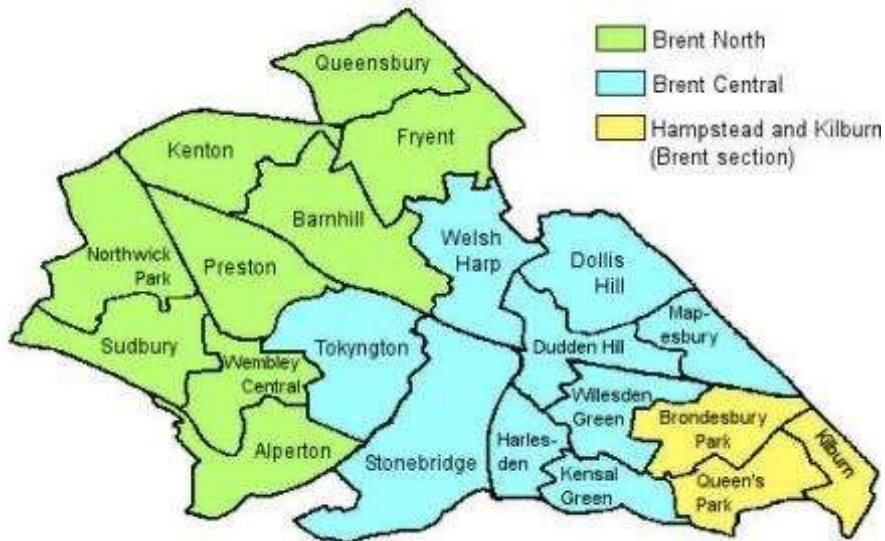 Queensbury
Brent North
Brent Central
Hampstead and Kilburn
(Brent section)
Kenton
Fryent
Barnhill
Welsh
Harp
Northwick
Park
Preston
Dollis
Hill
Map-
esbury
Sudbury
Tokyngton
Dudden Hill
Wembley
Central
Willesden
Green
Brondesbury
Park
Kilburn
Alperton
Stonebridge
Harles-
den
Kensal
Green
Queen's
Park